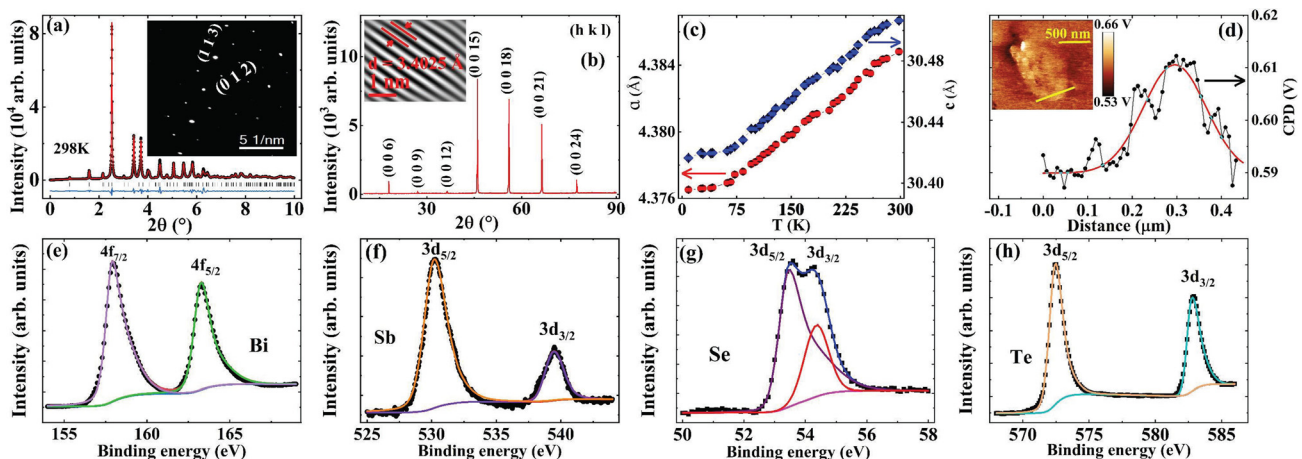 (a)
Intensity (10⁴ arb. units)
8
4
0
298K
(1 1 3)
(0̄ 1 2̄)
5 1/nm
0 2 4 6 8 10
2θ (°)
(b)
(h k l)
Intensity (10³ arb. units)
13
10
5
0
d = 3.4025 Å
1 nm
(0 0 6)
(0 0 9)
(0 0 12)
(0 0 15)
(0 0 18)
(0 0 21)
(0 0 24)
30 60 90
2θ (°)
(c)
a (Å)
4.384
4.380
4.376
c (Å)
30.48
30.44
30.40
0 75 150 225 300
T (K)
(d)
500 nm
0.66 V
0.53 V
CPD (V)
0.62
0.61
0.60
0.59
-0.1 0.0 0.1 0.2 0.3 0.4
Distance (μm)
(e)
4f7/2
4f5/2
Bi
Intensity (arb. units)
155 160 165
Binding energy (eV)
(f)
3d5/2
3d3/2
Sb
Intensity (arb. units)
525 530 535 540
Binding energy (eV)
(g)
3d5/2
3d3/2
Se
Intensity (arb. units)
50 52 54 56 58
Binding energy (eV)
(h)
3d5/2
3d3/2
Te
Intensity (arb. units)
570 575 580 585
Binding energy (eV)